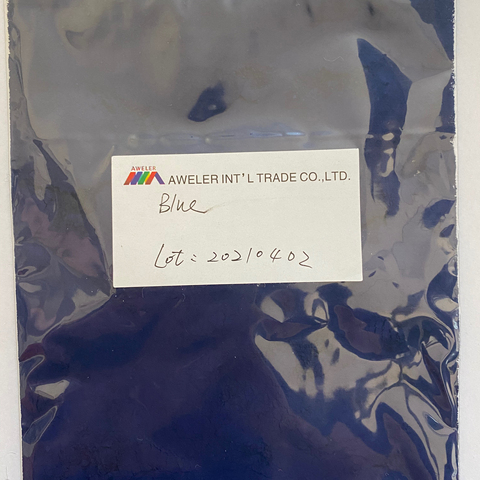 AWELER
AWELER INT'L TRADE CO.,LTD.
Blue
Lot: 20210402